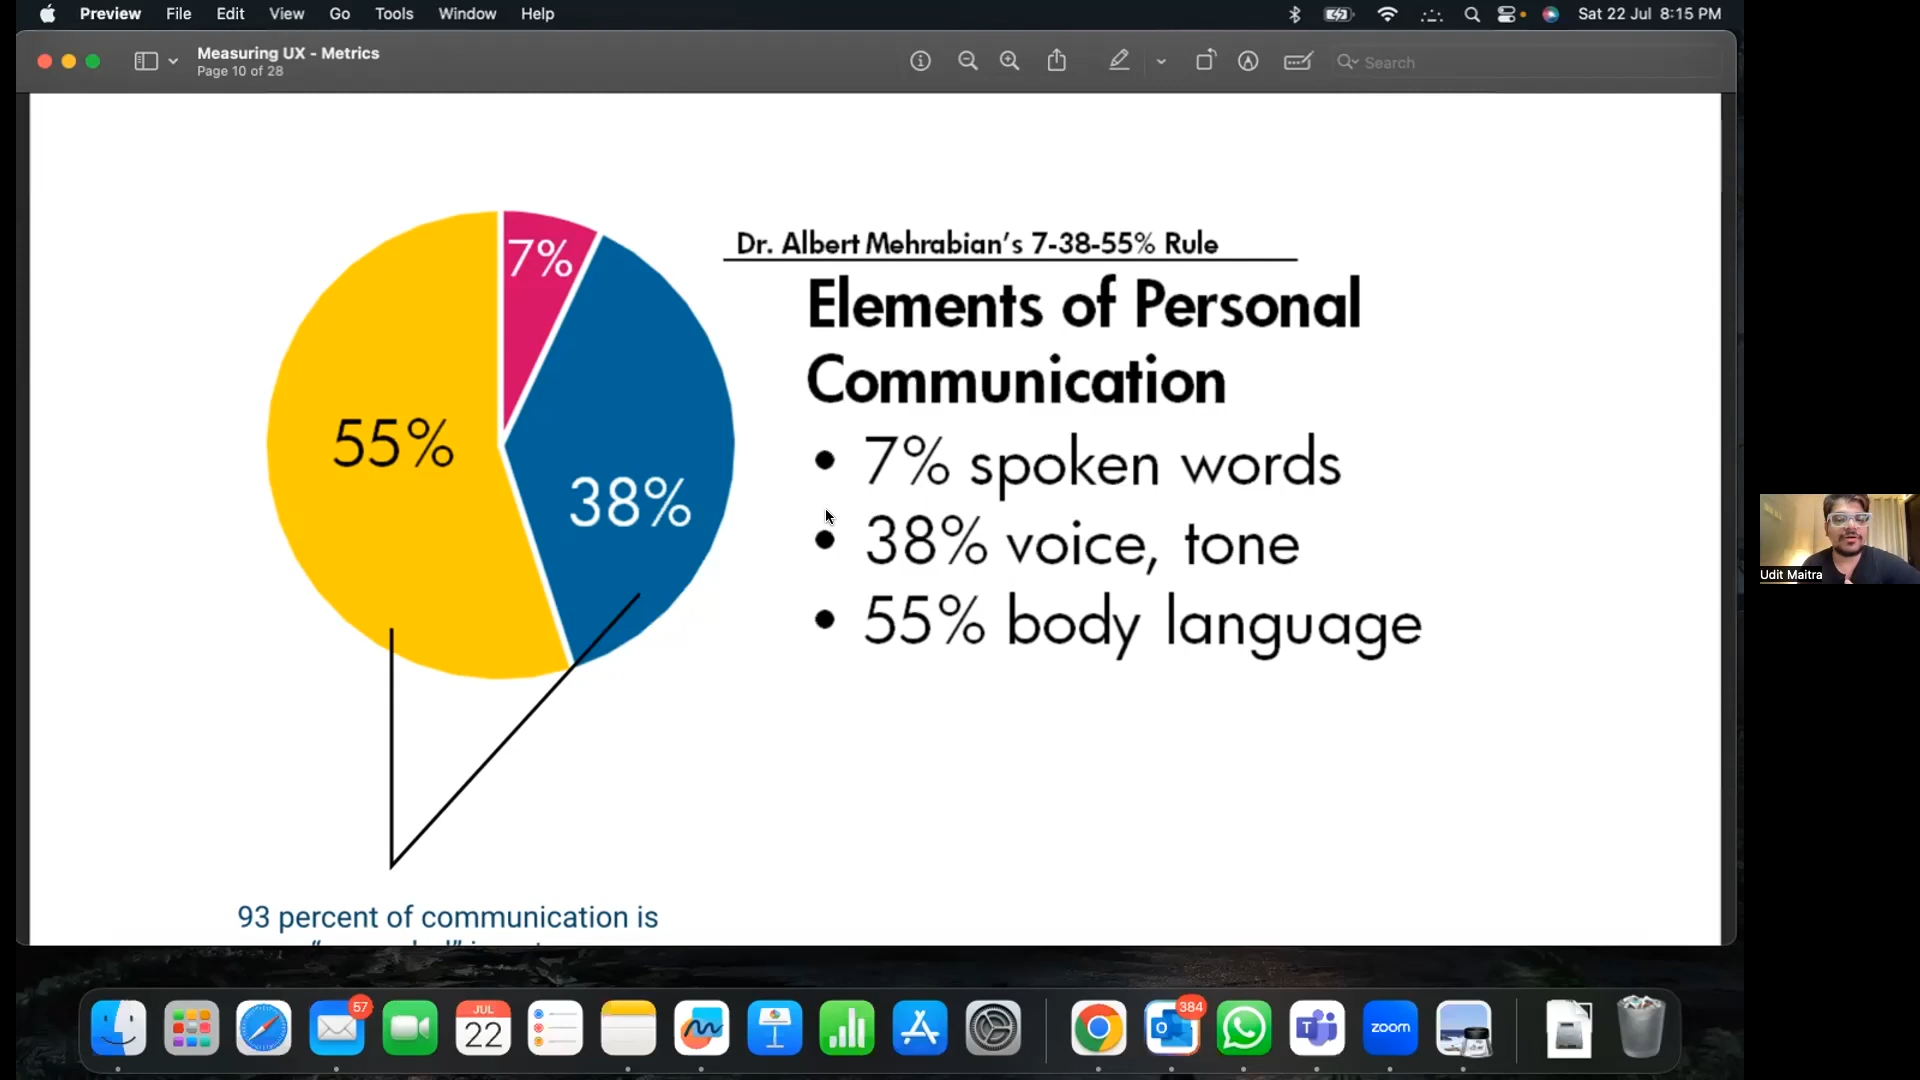 Preview File Edit View Go Tools Window Help Sat 22 Jul 8:15 PM
Measuring UX - Metrics
Page 10 of 28
Search
Dr. Albert Mehrabian's 7-38-55% Rule
Elements of Personal
Communication
• 7% spoken words
• 38% voice, tone
• 55% body language
7%
55%
38%
93 percent of communication is
Udit Maitra
57
JUL
22
384
zoom